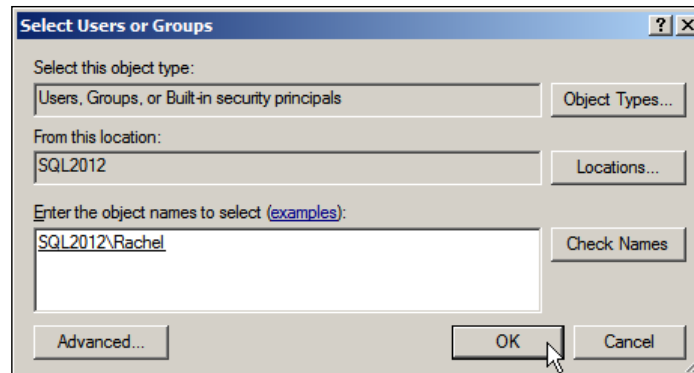 Select Users or Groups
Select this object type:
Users, Groups, or Built-in security principals
Object Types...
From this location:
SQL2012
Locations...
Enter the object names to select (examples):
SQL2012\Rachel
Check Names
Advanced...
OK
Cancel